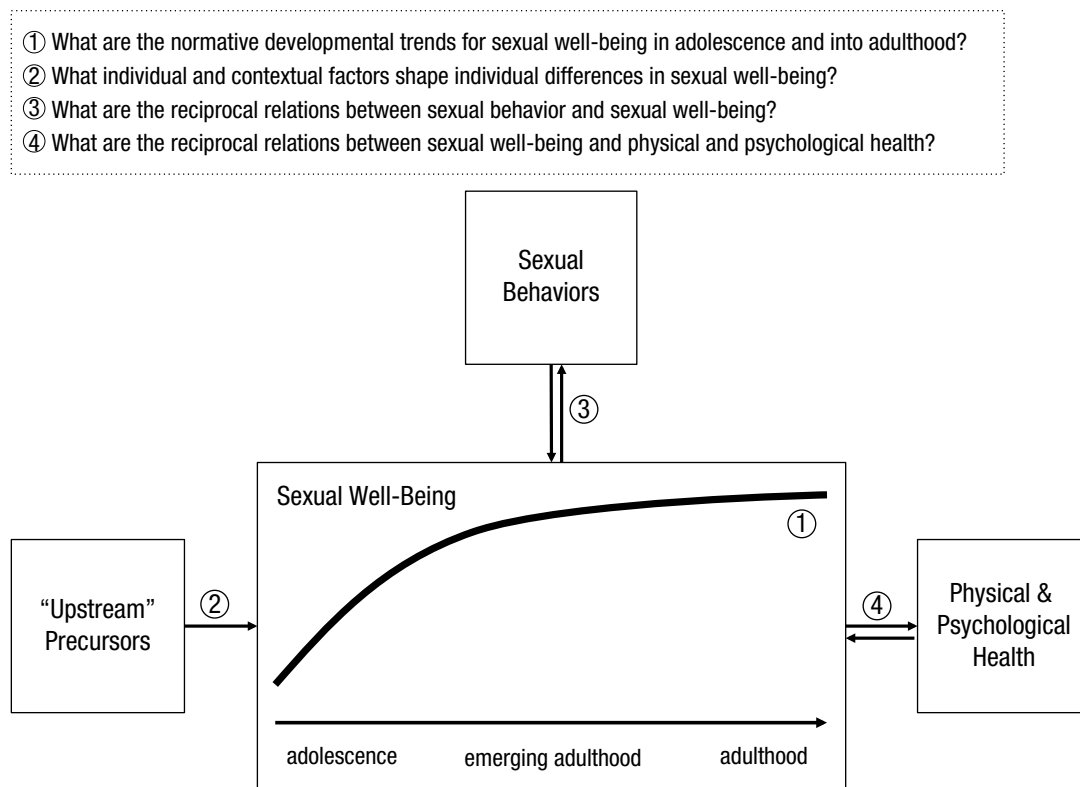 ① What are the normative developmental trends for sexual well-being in adolescence and into adulthood?
② What individual and contextual factors shape individual differences in sexual well-being?
③ What are the reciprocal relations between sexual behavior and sexual well-being?
④ What are the reciprocal relations between sexual well-being and physical and psychological health?
Sexual
Behaviors
③
Sexual Well-Being
①
“Upstream”
Precursors
②
④
Physical &
Psychological
Health
adolescence
emerging adulthood
adulthood